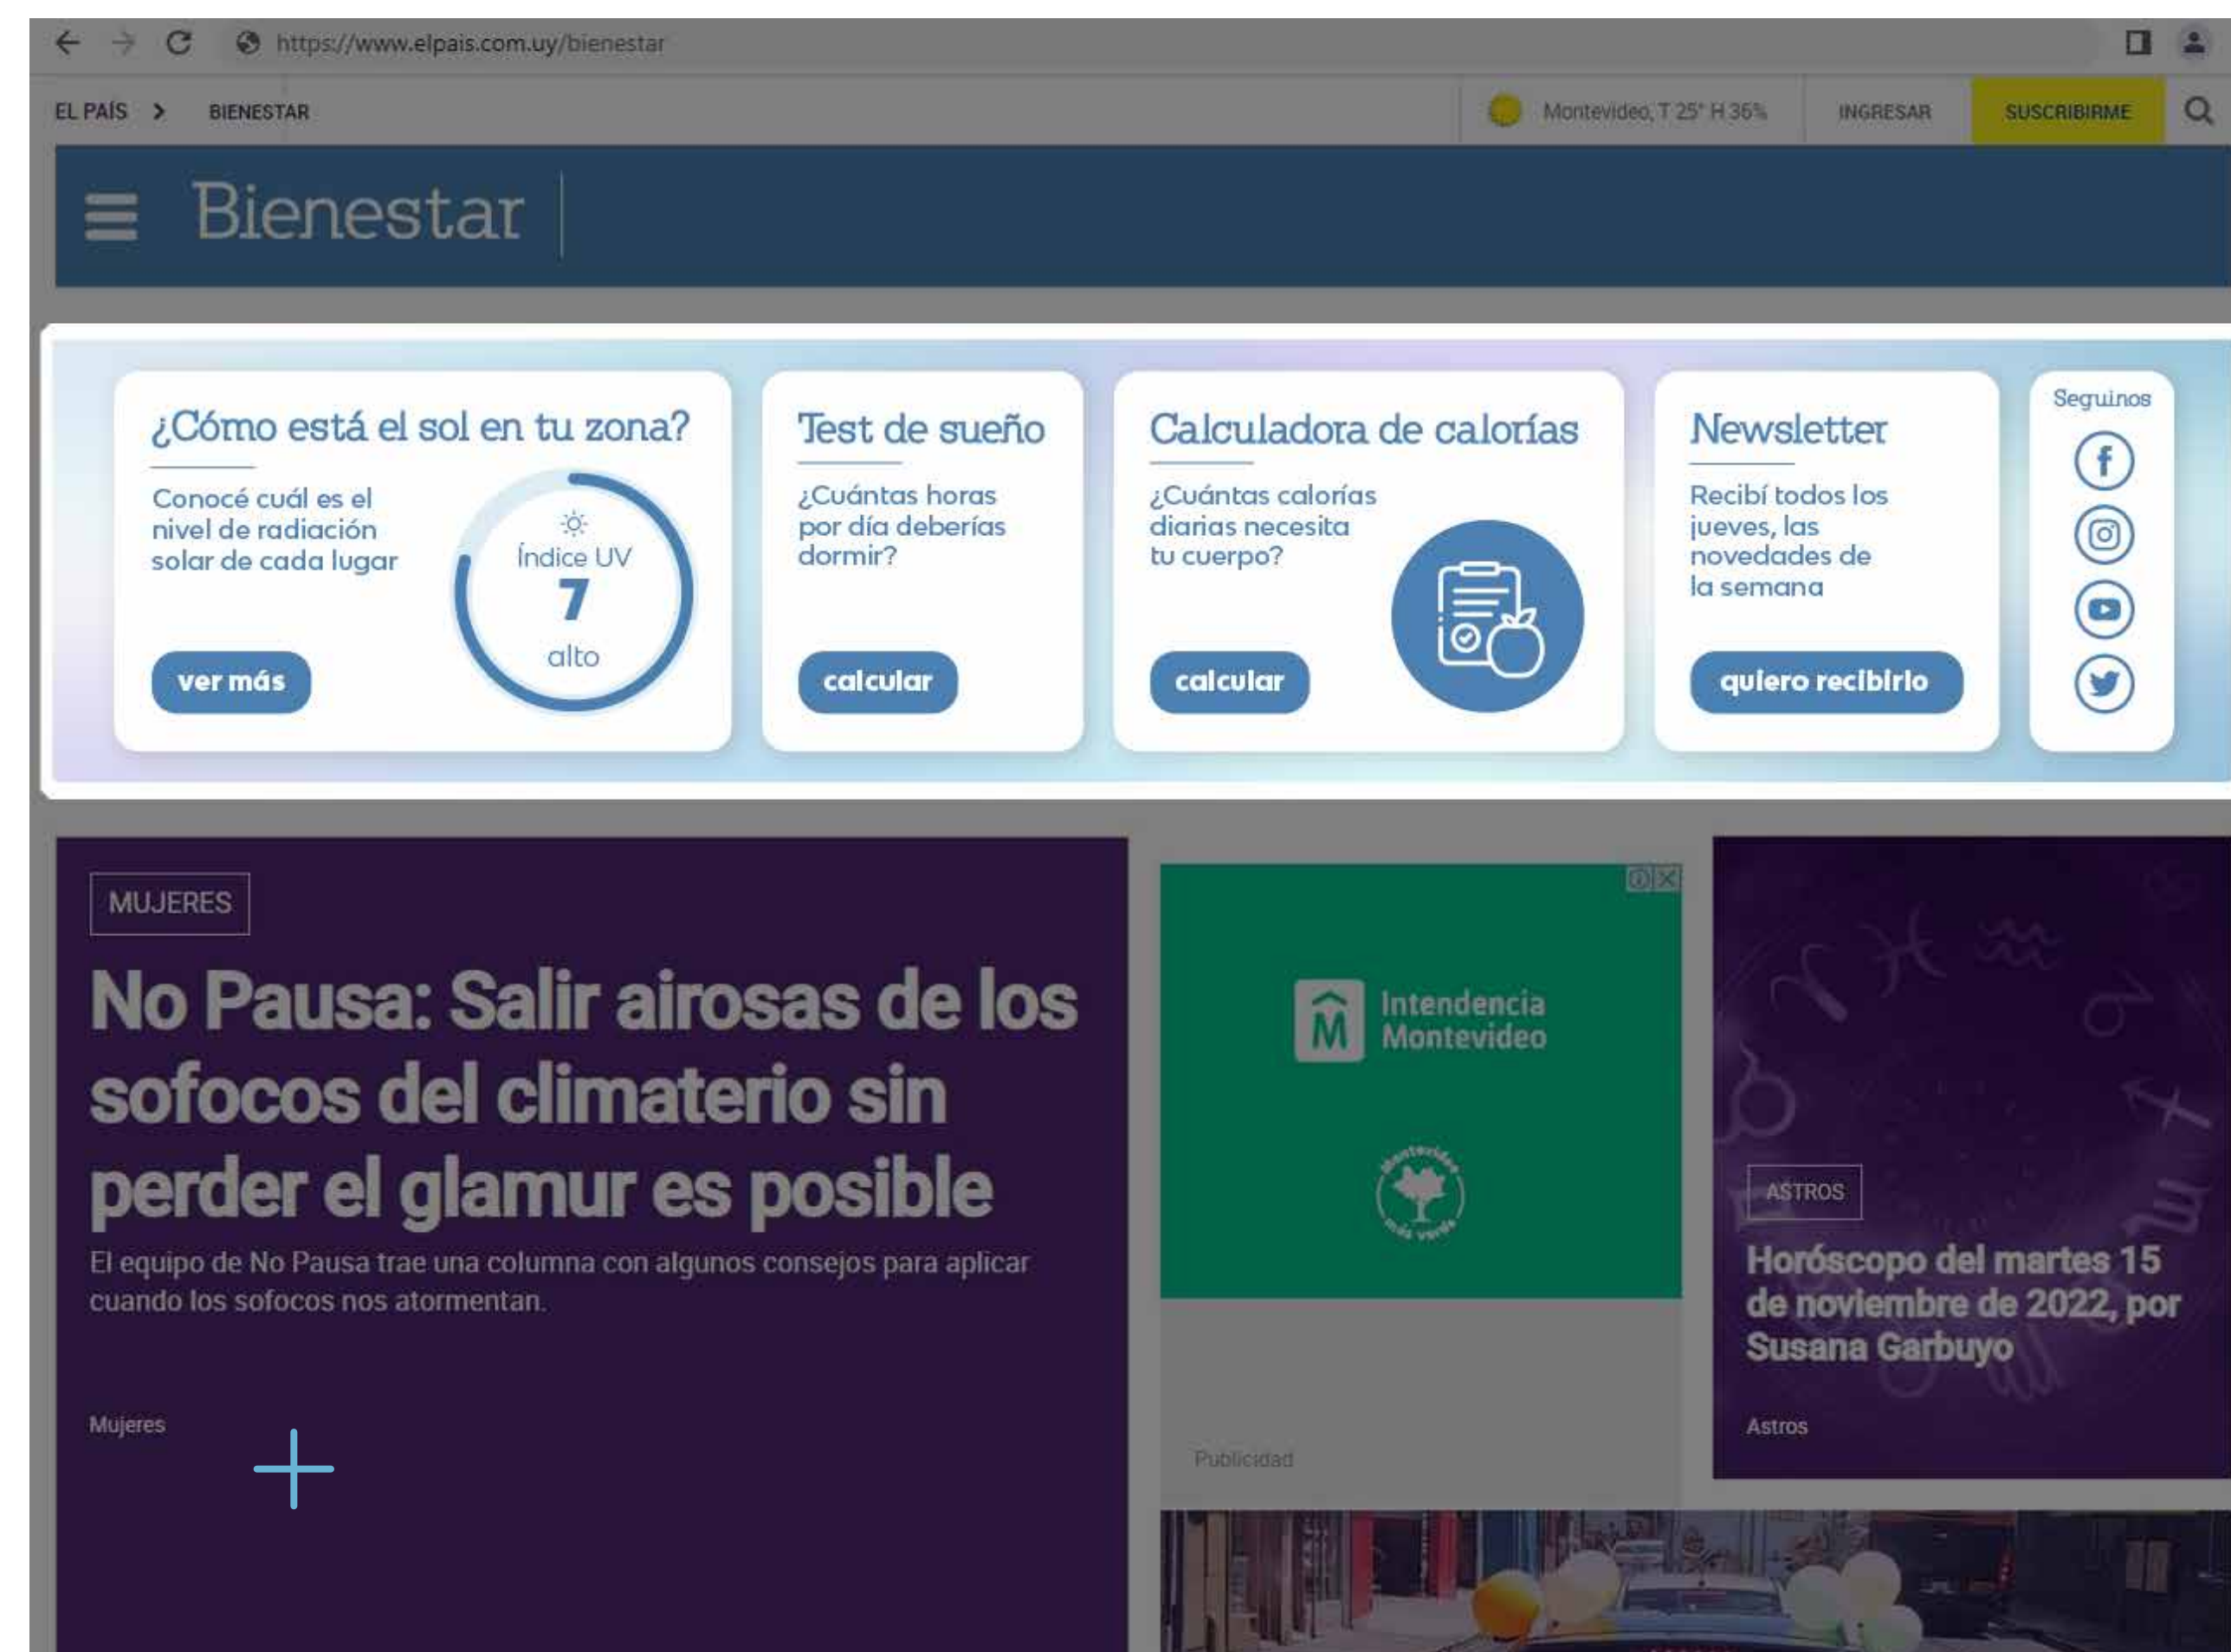 https://www.elpais.com.uy/bienestar
EL PAÍS > BIENESTAR
Montevideo, T 25° H 36%
INGRESAR
SUSCRIBIRME
Bienestar
¿Cómo está el sol en tu zona?
Conocé cuál es el
nivel de radiación
solar de cada lugar
ver más
Índice UV
7
alto
Test de sueño
¿Cuántas horas
por día deberías
dormir?
calcular
Calculadora de calorías
¿Cuántas calorías
diarias necesita
tu cuerpo?
calcular
Newsletter
Recibí todos los
jueves, las
novedades de
la semana
quiero recibirlo
Seguinos
MUJERES
No Pausa: Salir airosas de los
sofocos del climaterio sin
perder el glamur es posible
El equipo de No Pausa trae una columna con algunos consejos para aplicar
cuando los sofocos nos atormentan.
Mujeres
Intendencia
Montevideo
Montevideo
más verde
Publicidad
ASTROS
Horóscopo del martes 15
de noviembre de 2022, por
Susana Garbuyo
Astros